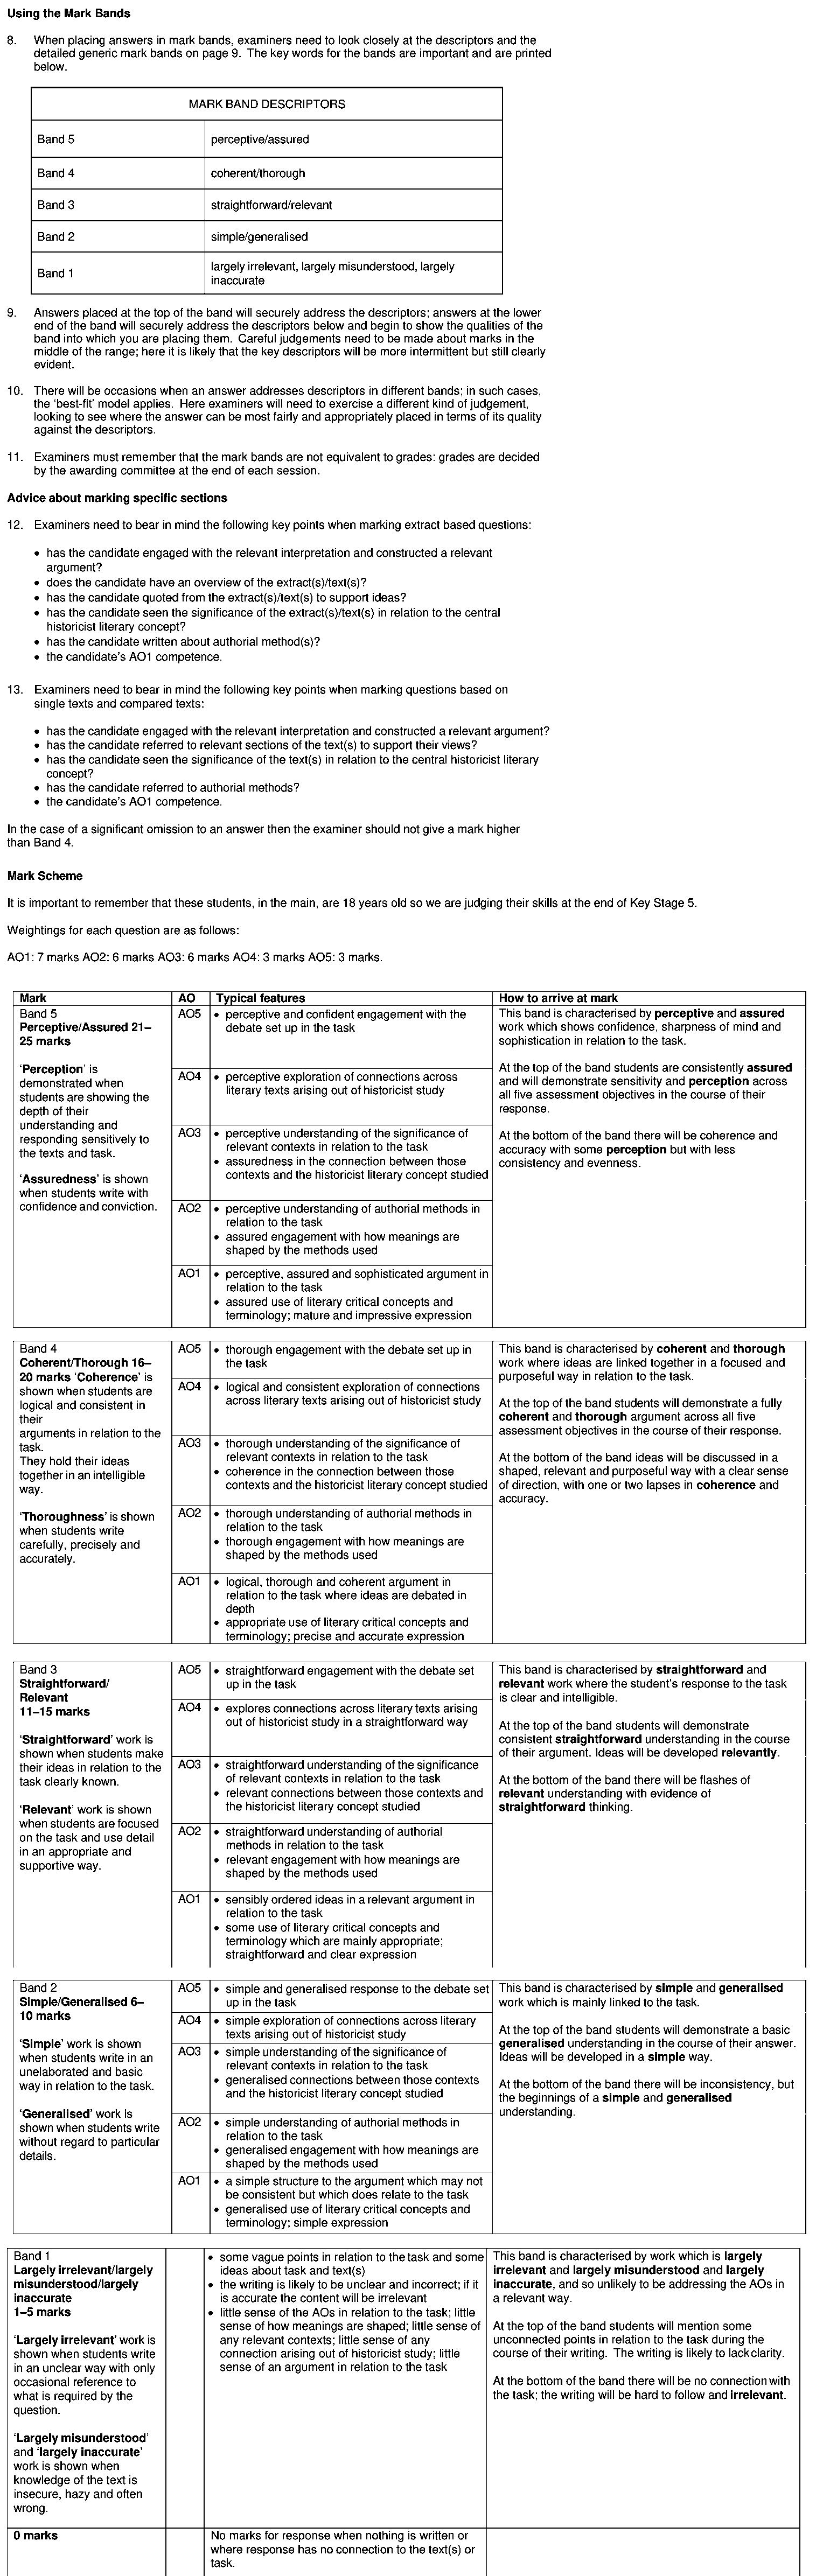 Using the Mark Bands
8. When placing answers in mark bands, examiners need to look closely at the descriptors and the
detailed generic mark bands on page 9. The key words for the bands are important and are printed
below.
MARK BAND DESCRIPTORS
Band 5 perceptive/assured
Band 4 coherent/thorough
Band 3 straightforward/relevant
Band 2 simple/generalised
Band 1 largely irrelevant, largely misunderstood, largely
inaccurate
9. Answers placed at the top of the band will securely address the descriptors; answers at the lower
end of the band will securely address the descriptors below and begin to show the qualities of the
band into which you are placing them. Careful judgements need to be made about marks in the
middle of the range; here it is likely that the key descriptors will be more intermittent but still clearly
evident.
10. There will be occasions when an answer addresses descriptors in different bands; in such cases,
the ‘best-fit’ model applies. Here examiners will need to exercise a different kind of judgement,
looking to see where the answer can be most fairly and appropriately placed in terms of its quality
against the descriptors.
11. Examiners must remember that the mark bands are not equivalent to grades: grades are decided
by the awarding committee at the end of each session.
Advice about marking specific sections
12. Examiners need to bear in mind the following key points when marking extract based questions:
• has the candidate engaged with the relevant interpretation and constructed a relevant
argument?
• does the candidate have an overview of the extract(s)/text(s)?
• has the candidate quoted from the extract(s)/text(s) to support ideas?
• has the candidate seen the significance of the extract(s)/text(s) in relation to the central
historicist literary concept?
• has the candidate written about authorial method(s)?
• the candidate’s AO1 competence.
13. Examiners need to bear in mind the following key points when marking questions based on
single texts and compared texts:
• has the candidate engaged with the relevant interpretation and constructed a relevant argument?
• has the candidate referred to relevant sections of the text(s) to support their views?
• has the candidate seen the significance of the text(s) in relation to the central historicist literary
concept?
• has the candidate referred to authorial methods?
• the candidate’s AO1 competence.
In the case of a significant omission to an answer then the examiner should not give a mark higher
than Band 4.
Mark Scheme
It is important to remember that these students, in the main, are 18 years old so we are judging their skills at the end of Key Stage 5.
Weightings for each question are as follows:
AO1: 7 marks AO2: 6 marks AO3: 6 marks AO4: 3 marks AO5: 3 marks.
Mark AO Typical features How to arrive at mark
Band 5
Perceptive/Assured 21–
25 marks
‘Perception’ is
demonstrated when
students are showing the
depth of their
understanding and
responding sensitively to
the texts and task.
‘Assuredness’ is shown
when students write with
confidence and conviction.
AO5 • perceptive and confident engagement with the
debate set up in the task
AO4 • perceptive exploration of connections across
literary texts arising out of historicist study
AO3 • perceptive understanding of the significance of
relevant contexts in relation to the task
• assuredness in the connection between those
contexts and the historicist literary concept studied
AO2 • perceptive understanding of authorial methods in
relation to the task
• assured engagement with how meanings are
shaped by the methods used
AO1 • perceptive, assured and sophisticated argument in
relation to the task
• assured use of literary critical concepts and
terminology; mature and impressive expression
This band is characterised by perceptive and assured
work which shows confidence, sharpness of mind and
sophistication in relation to the task.
At the top of the band students are consistently assured
and will demonstrate sensitivity and perception across
all five assessment objectives in the course of their
response.
At the bottom of the band there will be coherence and
accuracy with some perception but with less
consistency and evenness.
Band 4
Coherent/Thorough 16–
20 marks ‘Coherence’ is
shown when students are
logical and consistent in
their
arguments in relation to the
task.
They hold their ideas
together in an intelligible
way.
‘Thoroughness’ is shown
when students write
carefully, precisely and
accurately.
AO5 • thorough engagement with the debate set up in
the task
AO4 • logical and consistent exploration of connections
across literary texts arising out of historicist study
AO3 • thorough understanding of the significance of
relevant contexts in relation to the task
• coherence in the connection between those
contexts and the historicist literary concept studied
AO2 • thorough understanding of authorial methods in
relation to the task
• thorough engagement with how meanings are
shaped by the methods used
AO1 • logical, thorough and coherent argument in
relation to the task where ideas are debated in
depth
• appropriate use of literary critical concepts and
terminology; precise and accurate expression
This band is characterised by coherent and thorough
work where ideas are linked together in a focused and
purposeful way in relation to the task.
At the top of the band students will demonstrate a fully
coherent and thorough argument across all five
assessment objectives in the course of their response.
At the bottom of the band ideas will be discussed in a
shaped, relevant and purposeful way with a clear sense
of direction, with one or two lapses in coherence and
accuracy.
Band 3
Straightforward/
Relevant
11–15 marks
‘Straightforward’ work is
shown when students make
their ideas in relation to the
task clearly known.
‘Relevant’ work is shown
when students are focused
on the task and use detail
in an appropriate and
supportive way.
AO5 • straightforward engagement with the debate set
up in the task
AO4 • explores connections across literary texts arising
out of historicist study in a straightforward way
AO3 • straightforward understanding of the significance
of relevant contexts in relation to the task
• relevant connections between those contexts and
the historicist literary concept studied
AO2 • straightforward understanding of authorial
methods in relation to the task
• relevant engagement with how meanings are
shaped by the methods used
AO1 • sensibly ordered ideas in a relevant argument in
relation to the task
• some use of literary critical concepts and
terminology which are mainly appropriate;
straightforward and clear expression
This band is characterised by straightforward and
relevant work where the student’s response to the task
is clear and intelligible.
At the top of the band students will demonstrate
consistent straightforward understanding in the course
of their argument. Ideas will be developed relevantly.
At the bottom of the band there will be flashes of
relevant understanding with evidence of
straightforward thinking.
Band 2
Simple/Generalised 6–
10 marks
‘Simple’ work is shown
when students write in an
unelaborated and basic
way in relation to the task.
‘Generalised’ work is
shown when students write
without regard to particular
details.
AO5 • simple and generalised response to the debate set
up in the task
AO4 • simple exploration of connections across literary
texts arising out of historicist study
AO3 • simple understanding of the significance of
relevant contexts in relation to the task
• generalised connections between those contexts
and the historicist literary concept studied
AO2 • simple understanding of authorial methods in
relation to the task
• generalised engagement with how meanings are
shaped by the methods used
AO1 • a simple structure to the argument which may not
be consistent but which does relate to the task
• generalised use of literary critical concepts and
terminology; simple expression
This band is characterised by simple and generalised
work which is mainly linked to the task.
At the top of the band students will demonstrate a basic
generalised understanding in the course of their answer.
Ideas will be developed in a simple way.
At the bottom of the band there will be inconsistency, but
the beginnings of a simple and generalised
understanding.
Band 1
Largely irrelevant/largely
misunderstood/largely
inaccurate
1–5 marks
‘Largely irrelevant’ work is
shown when students write
in an unclear way with only
occasional reference to
what is required by the
question.
‘Largely misunderstood’
and ‘largely inaccurate’
work is shown when
knowledge of the text is
insecure, hazy and often
wrong.
• some vague points in relation to the task and some
ideas about task and text(s)
• the writing is likely to be unclear and incorrect; if it
is accurate the content will be irrelevant
• little sense of the AOs in relation to the task; little
sense of how meanings are shaped; little sense of
any relevant contexts; little sense of any
connection arising out of historicist study; little
sense of an argument in relation to the task
This band is characterised by work which is largely
irrelevant and largely misunderstood and largely
inaccurate, and so unlikely to be addressing the AOs in
a relevant way.
At the top of the band students will mention some
unconnected points in relation to the task during the
course of their writing. The writing is likely to lack clarity.
At the bottom of the band there will be no connection with
the task; the writing will be hard to follow and irrelevant.
0 marks No marks for response when nothing is written or
where response has no connection to the text(s) or
task.